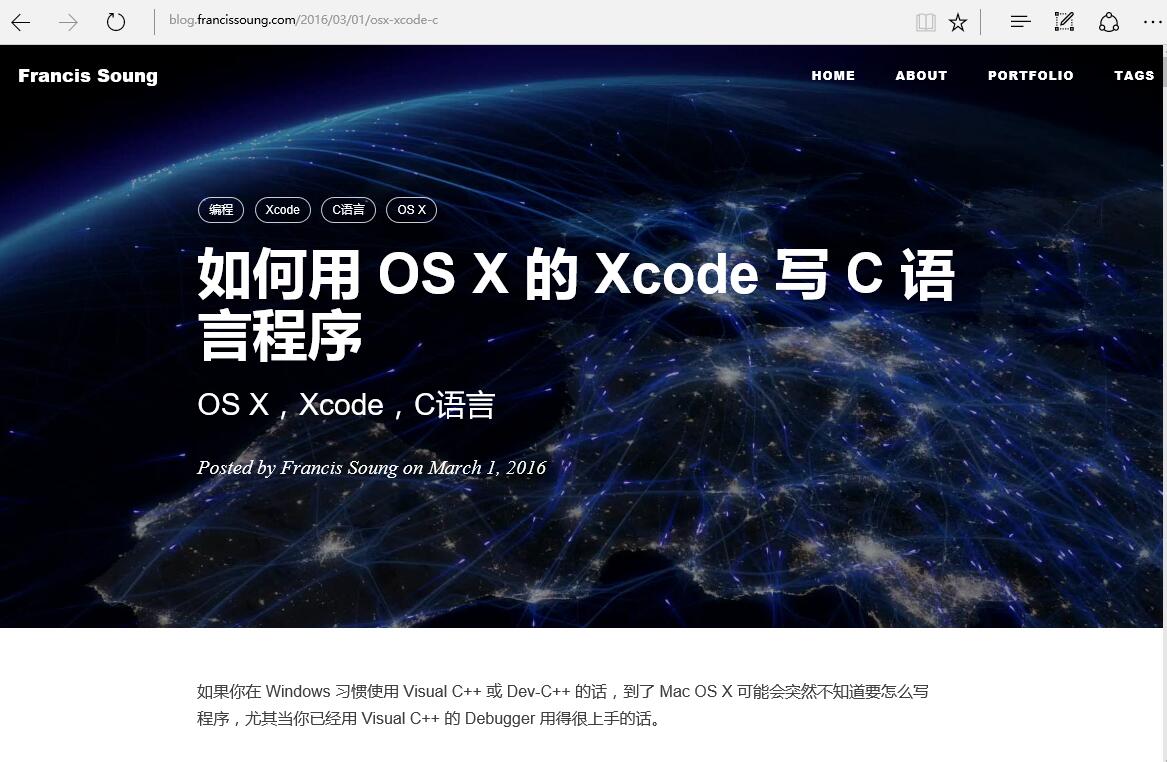 blog.francissoung.com/2016/03/01/osx-xcode-c
Francis Soung
HOME ABOUT PORTFOLIO TAGS
编程 Xcode C语言 OS X
如何用 OS X 的 Xcode 写 C 语
言程序
OS X，Xcode，C语言
Posted by Francis Soung on March 1, 2016
如果你在 Windows 习惯使用 Visual C++ 或 Dev-C++ 的话，到了 Mac OS X 可能会突然不知道要怎么写
程序，尤其当你已经用 Visual C++ 的 Debugger 用得很上手的话。